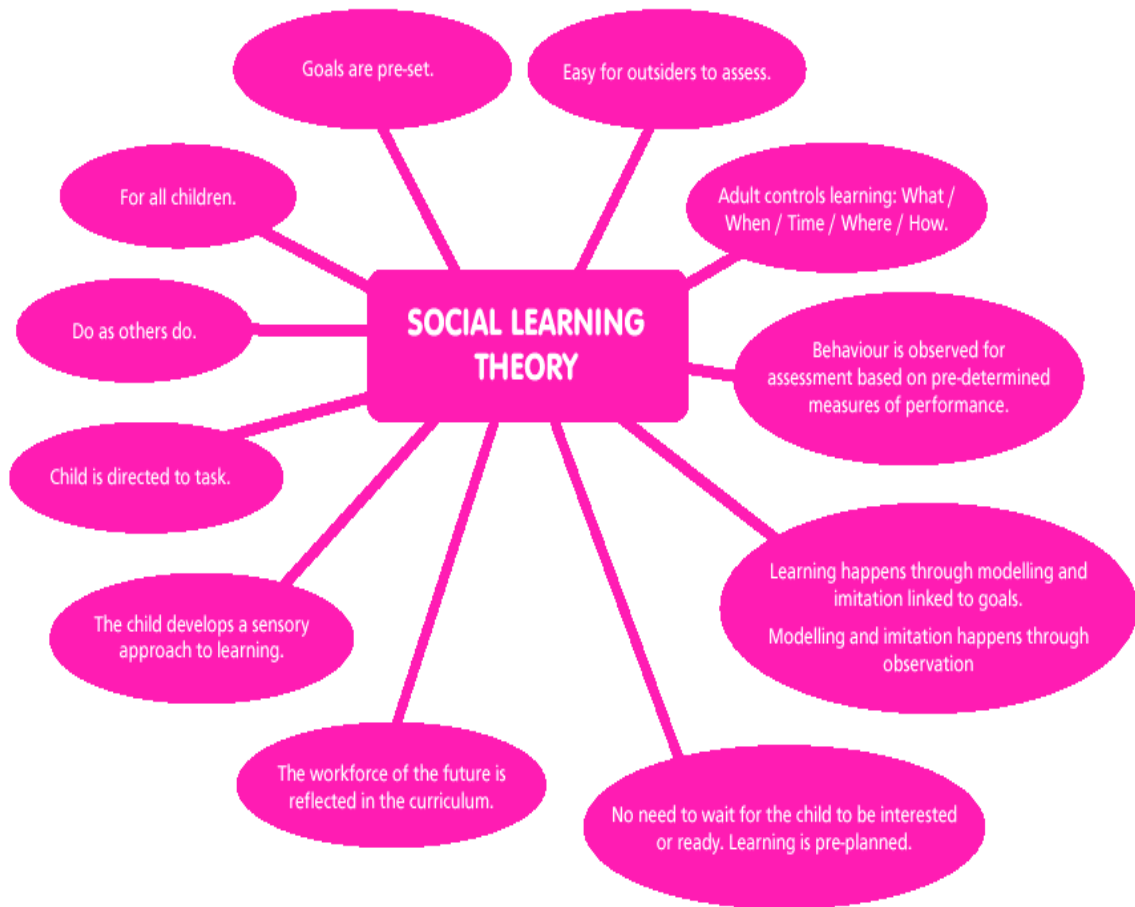 Goals are pre-set.
Easy for outsiders to assess.
For all children.
Adult controls learning: What /
When / Time / Where / How.
Do as others do.
SOCIAL LEARNING
THEORY
Behaviour is observed for
assessment based on pre-determined
measures of performance.
Child is directed to task.
Learning happens through modelling and
imitation linked to goals.
Modelling and imitation happens through
observation
The child develops a sensory
approach to learning.
The workforce of the future is
reflected in the curriculum.
No need to wait for the child to be interested
or ready. Learning is pre-planned.